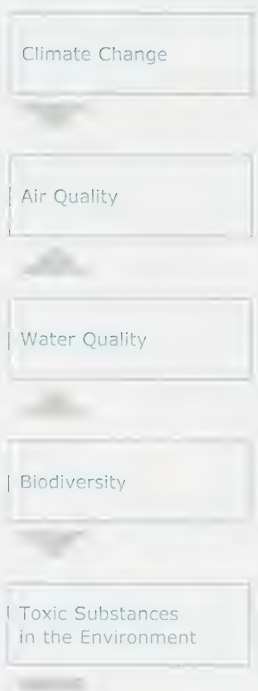 Climate Change
Air Quality
Water Quality
Biodiversity
Toxic Substances
in the Environment